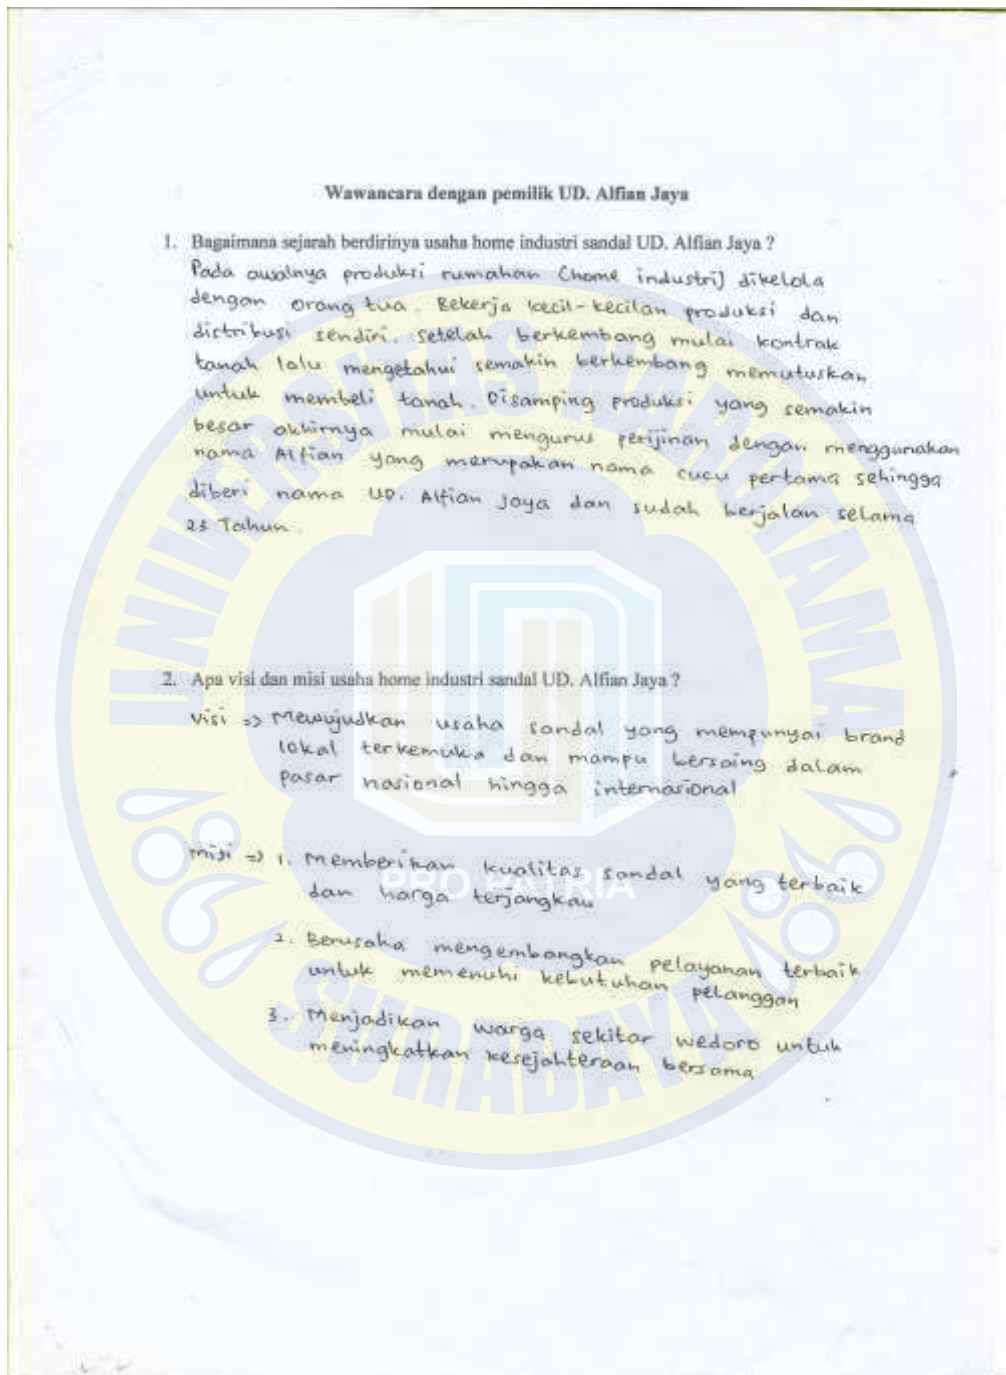 Wawancara dengan pemilik UD. Alfian Jaya
1. Bagaimana sejarah berdirinya usaha home industri sandal UD. Alfian Jaya ?
Pada awalnya produksi rumahan (home industri) dikelola
dengan orang tua. Bekerja kecil-kecilan produksi dan
distribusi sendiri. Setelah berkembang mulai kontrak
tanah lalu mengetahui semakin berkembang memutuskan
untuk membeli tanah. Disamping produksi yang semakin
besar akhirnya mulai mengurus perijinan dengan menggunakan
nama Alfian yang merupakan nama cucu pertama sehingga
diberi nama UD. Alfian Jaya dan sudah berjalan selama
Tahun.
2. Apa visi dan misi usaha home industri sandal UD. Alfian Jaya ?
Visi => Mewujudkan usaha sandal yang mempunyai brand
lokal terkemuka dan mampu bersaing dalam
pasar nasional hingga internasional
misi => 1. Memberikan kualitas sandal yang terbaik
dan harga terjangkau
2. Berusaha mengembangkan pelayanan terbaik
untuk memenuhi kebutuhan pelanggan
3. Menjadikan warga sekitar wedoro untuk
meningkatkan kesejahteraan bersama
UNIVERSITAS NAROTAMA
PRO PATRIA
SURABAYA